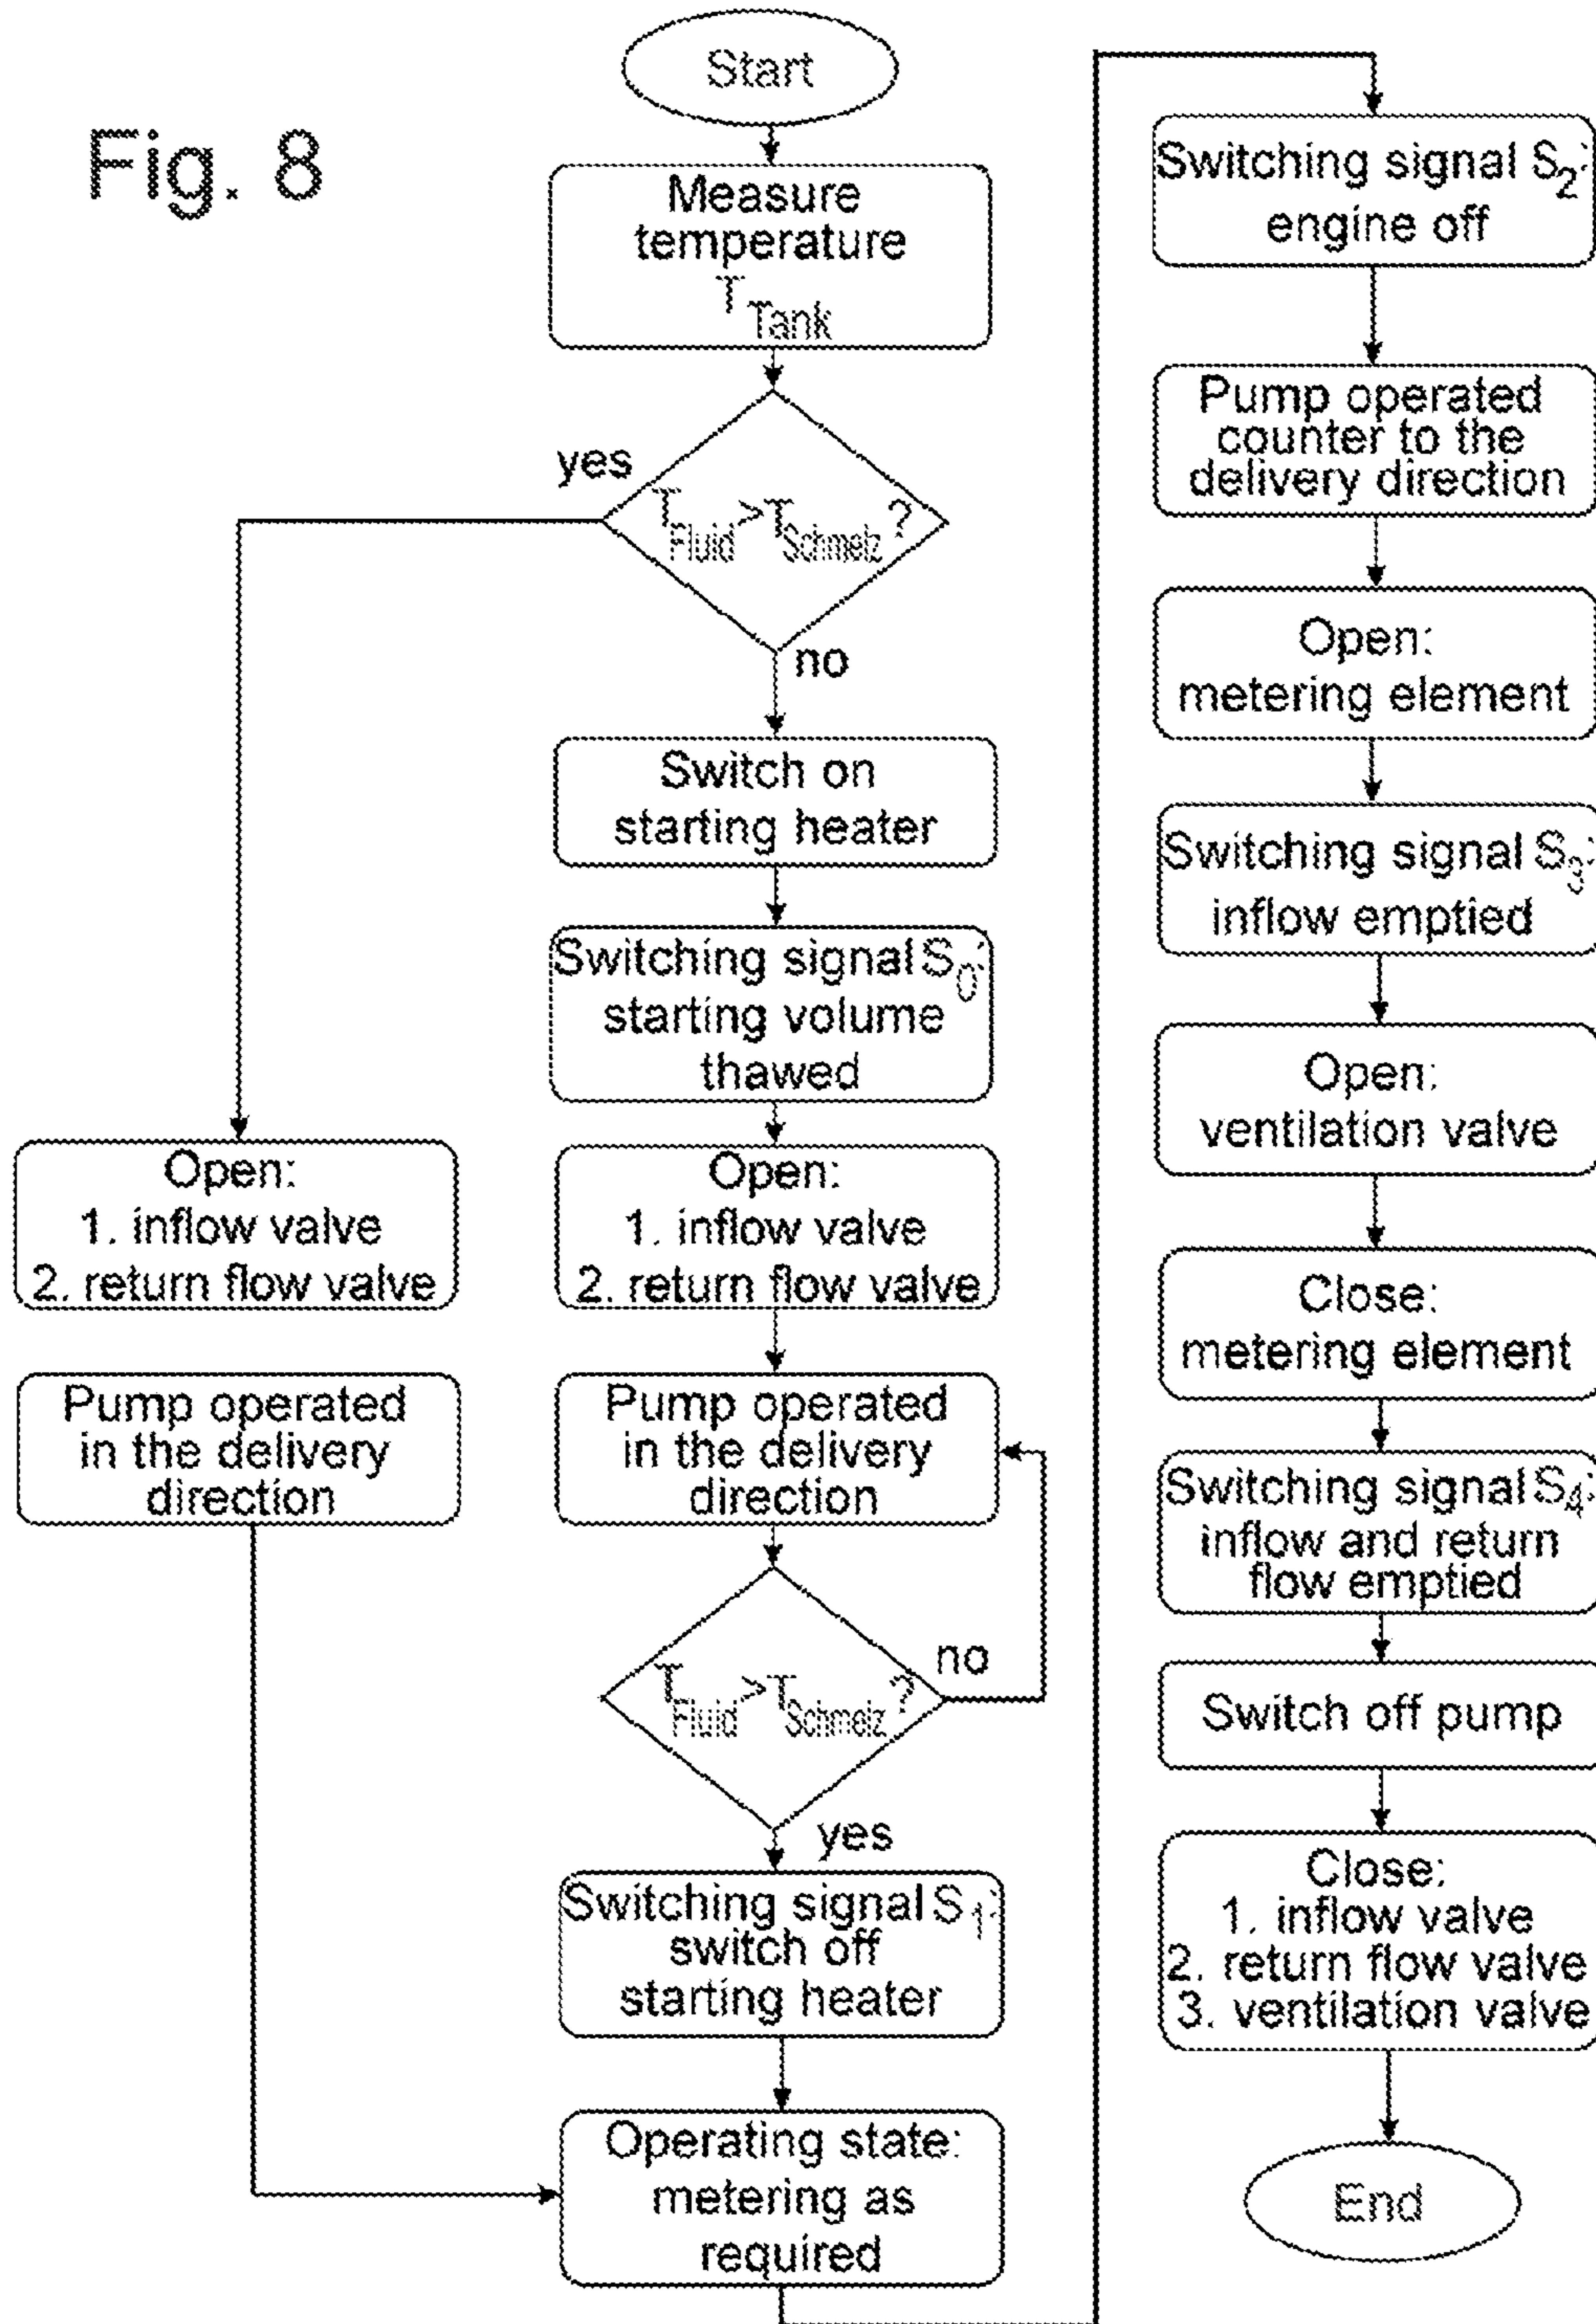 Fig. 8
Start
Measure
temperature
T Tank
yes
T Fluid > T Schmelz ?
no
Switch on
starting heater
Switching signal S0:
starting volume
thawed
Open:
1. inflow valve
2. return flow valve
Open:
1. inflow valve
2. return flow valve
Pump operated
in the delivery
direction
Pump operated
in the delivery
direction
T Fluid > T Schmelz ?
no
yes
Switching signal S1:
switch off
starting heater
Operating state:
metering as
required
Switching signal S2:
engine off
Pump operated
counter to the
delivery direction
Open:
metering element
Switching signal S3:
inflow emptied
Open:
ventilation valve
Close:
metering element
Switching signal S4:
inflow and return
flow emptied
Switch off pump
Close:
1. inflow valve
2. return flow valve
3. ventilation valve
End